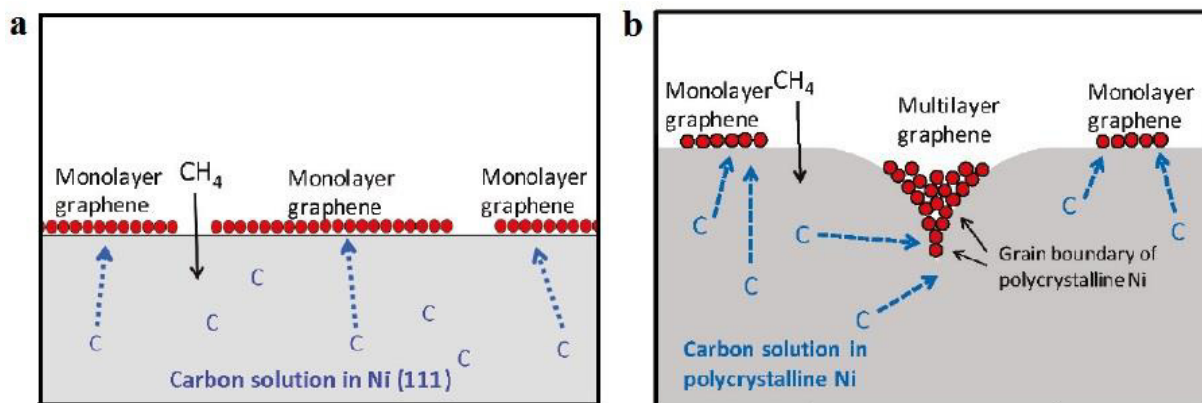 a
Monolayer
graphene
CH4
Monolayer
graphene
Monolayer
graphene
C
C
C
C
C
C
C
Carbon solution in Ni (111)
b
Monolayer
graphene
CH4
Multilayer
graphene
Monolayer
graphene
C
C
C
C
C
C
Grain boundary of
polycrystalline Ni
Carbon solution in
polycrystalline Ni